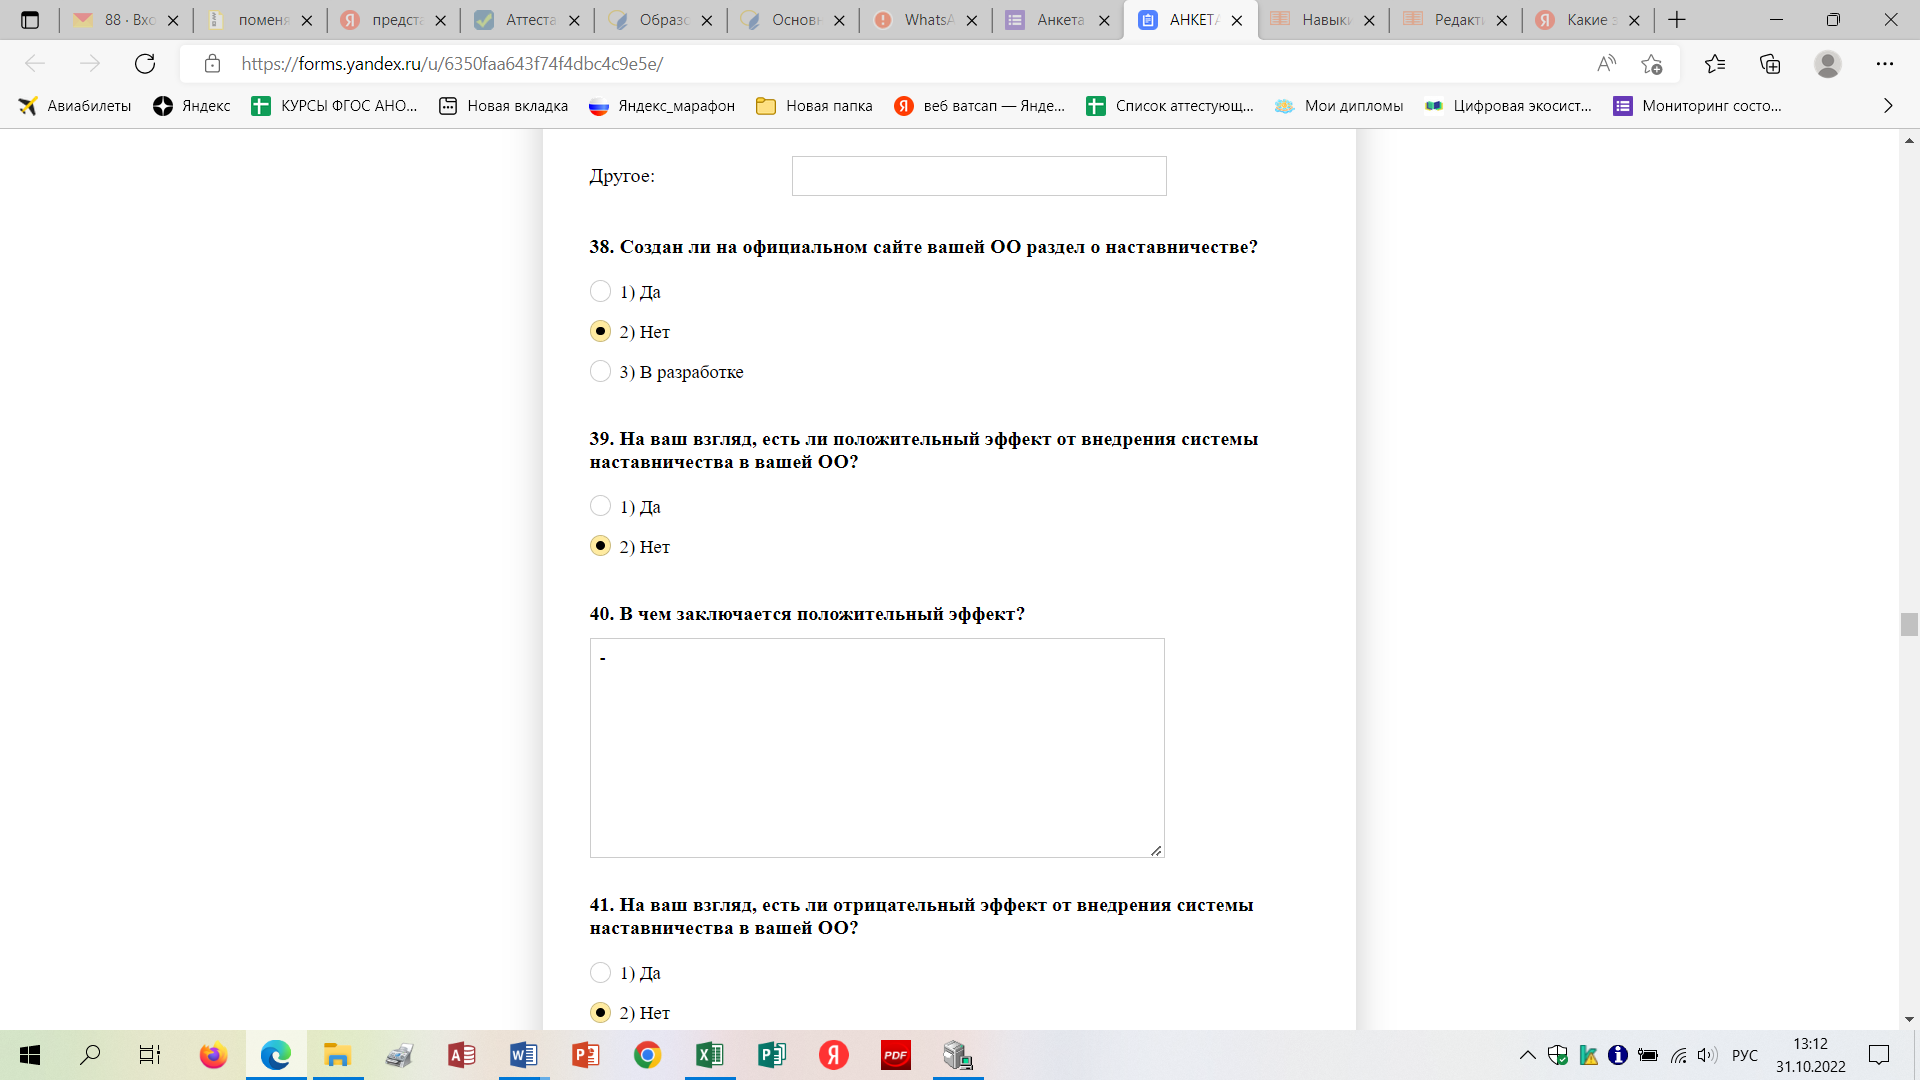 88 · Вхо
поменя
предста
Аттеста
Образс
Основн
WhatsA
Анкета
АНКЕТА
Навыки
Редакти
Какие з
https://forms.yandex.ru/u/6350faa643f74f4dbc4c9e5e/
Авиабилеты
Яндекс
КУРСЫ ФГОС АНО...
Новая вкладка
Яндекс_марафон
Новая папка
веб ватсап — Янде...
Список аттестующ...
Мои дипломы
Цифровая экосист...
Мониторинг состо...
Другое:
38. Создан ли на официальном сайте вашей ОО раздел о наставничестве?
1) Да
2) Нет
3) В разработке
39. На ваш взгляд, есть ли положительный эффект от внедрения системы
наставничества в вашей ОО?
1) Да
2) Нет
40. В чем заключается положительный эффект?
-
41. На ваш взгляд, есть ли отрицательный эффект от внедрения системы
наставничества в вашей ОО?
1) Да
2) Нет
PDF
РУС
13:12
31.10.2022